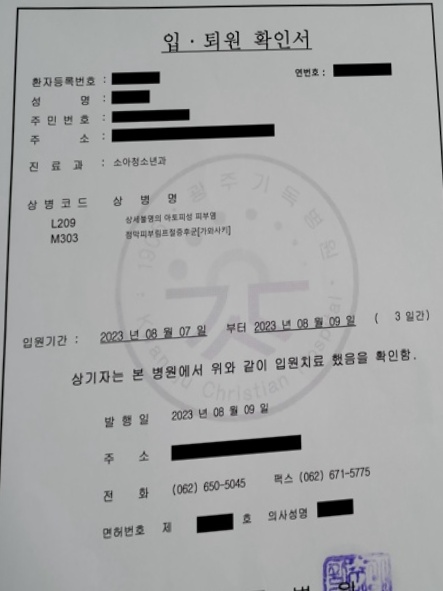 입 · 퇴원 확인서
환자등록번호 :
연번호 :
성 명 :
주민번호 :
주 소 :
진 료 과 : 소아청소년과
상병코드 상 병 명
L209 상세불명의 아토피성 피부염
M303 점막피부림프절증후군[가와사키]
입원기간 : 2023 년 08 월 07 일 부터 2023 년 08 월 09 일 ( 3 일간)
상기자는 본 병원에서 위와 같이 입원치료 했음을 확인함.
발 행 일 2023 년 08 월 09 일
주 소
전 화 (062) 650-5045 팩스 (062) 671-5775
면허번호 제 호 의사성명
광주기독병원
Christian